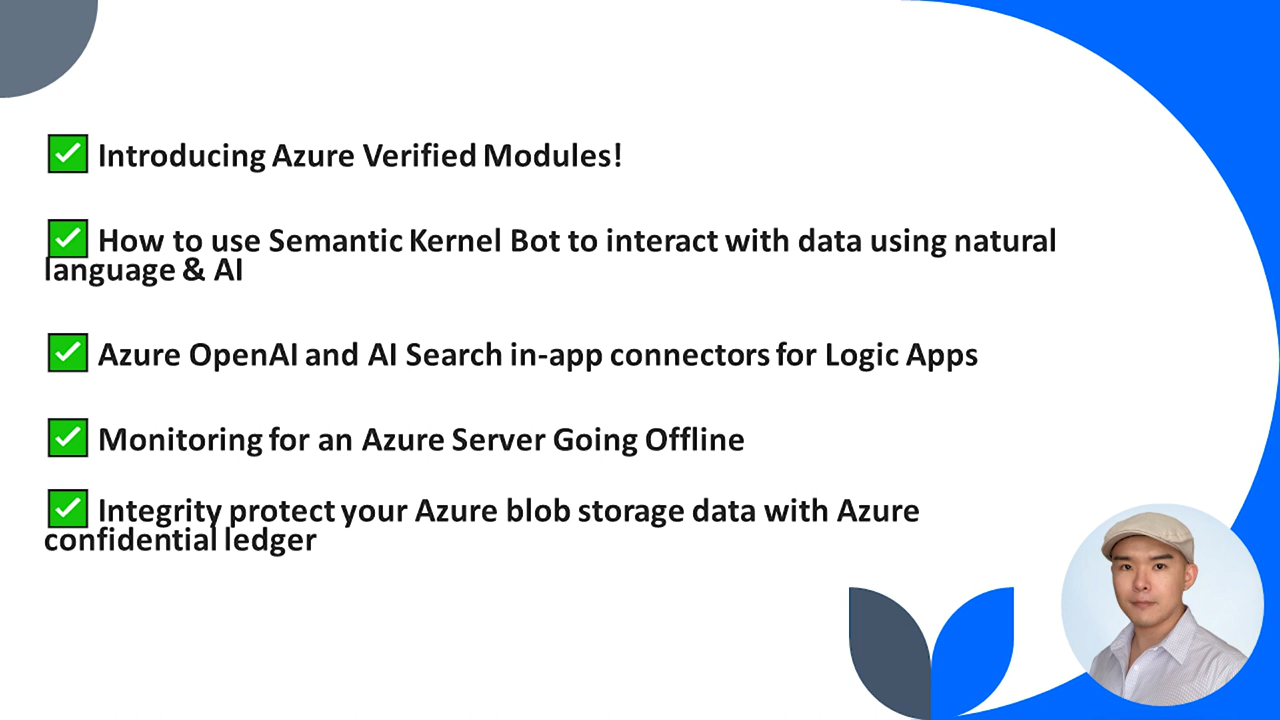 ✅ Introducing Azure Verified Modules!
✅ How to use Semantic Kernel Bot to interact with data using natural
language & AI
✅ Azure OpenAI and AI Search in-app connectors for Logic Apps
✅ Monitoring for an Azure Server Going Offline
✅ Integrity protect your Azure blob storage data with Azure
confidential ledger